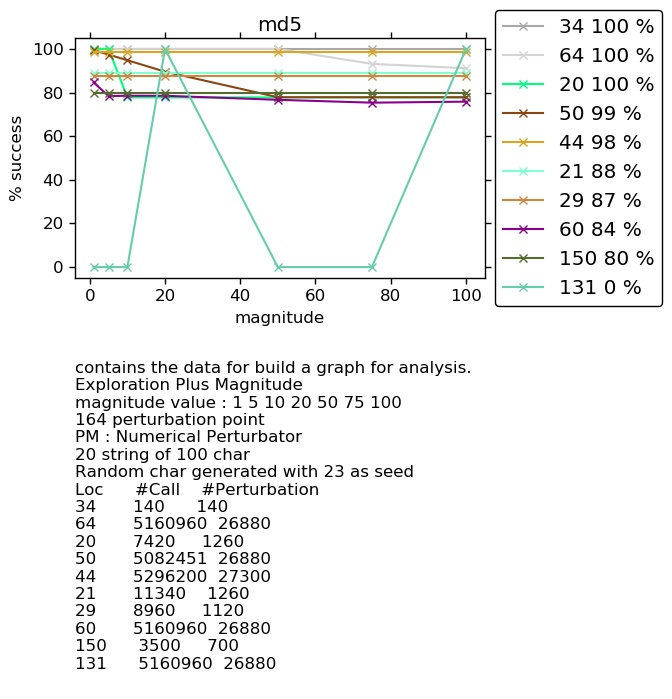 md5
100
80
60
40
20
0
% success
0 20 40 60 80 100
magnitude
34 100 %
64 100 %
20 100 %
50 99 %
44 98 %
21 88 %
29 87 %
60 84 %
150 80 %
131 0 %
contains the data for build a graph for analysis.
Exploration Plus Magnitude
magnitude value : 1 5 10 20 50 75 100
164 perturbation point
PM : Numerical Perturbator
20 string of 100 char
Random char generated with 23 as seed
Loc #Call #Perturbation
34 140 140
64 5160960 26880
20 7420 1260
50 5082451 26880
44 5296200 27300
21 11340 1260
29 8960 1120
60 5160960 26880
150 3500 700
131 5160960 26880